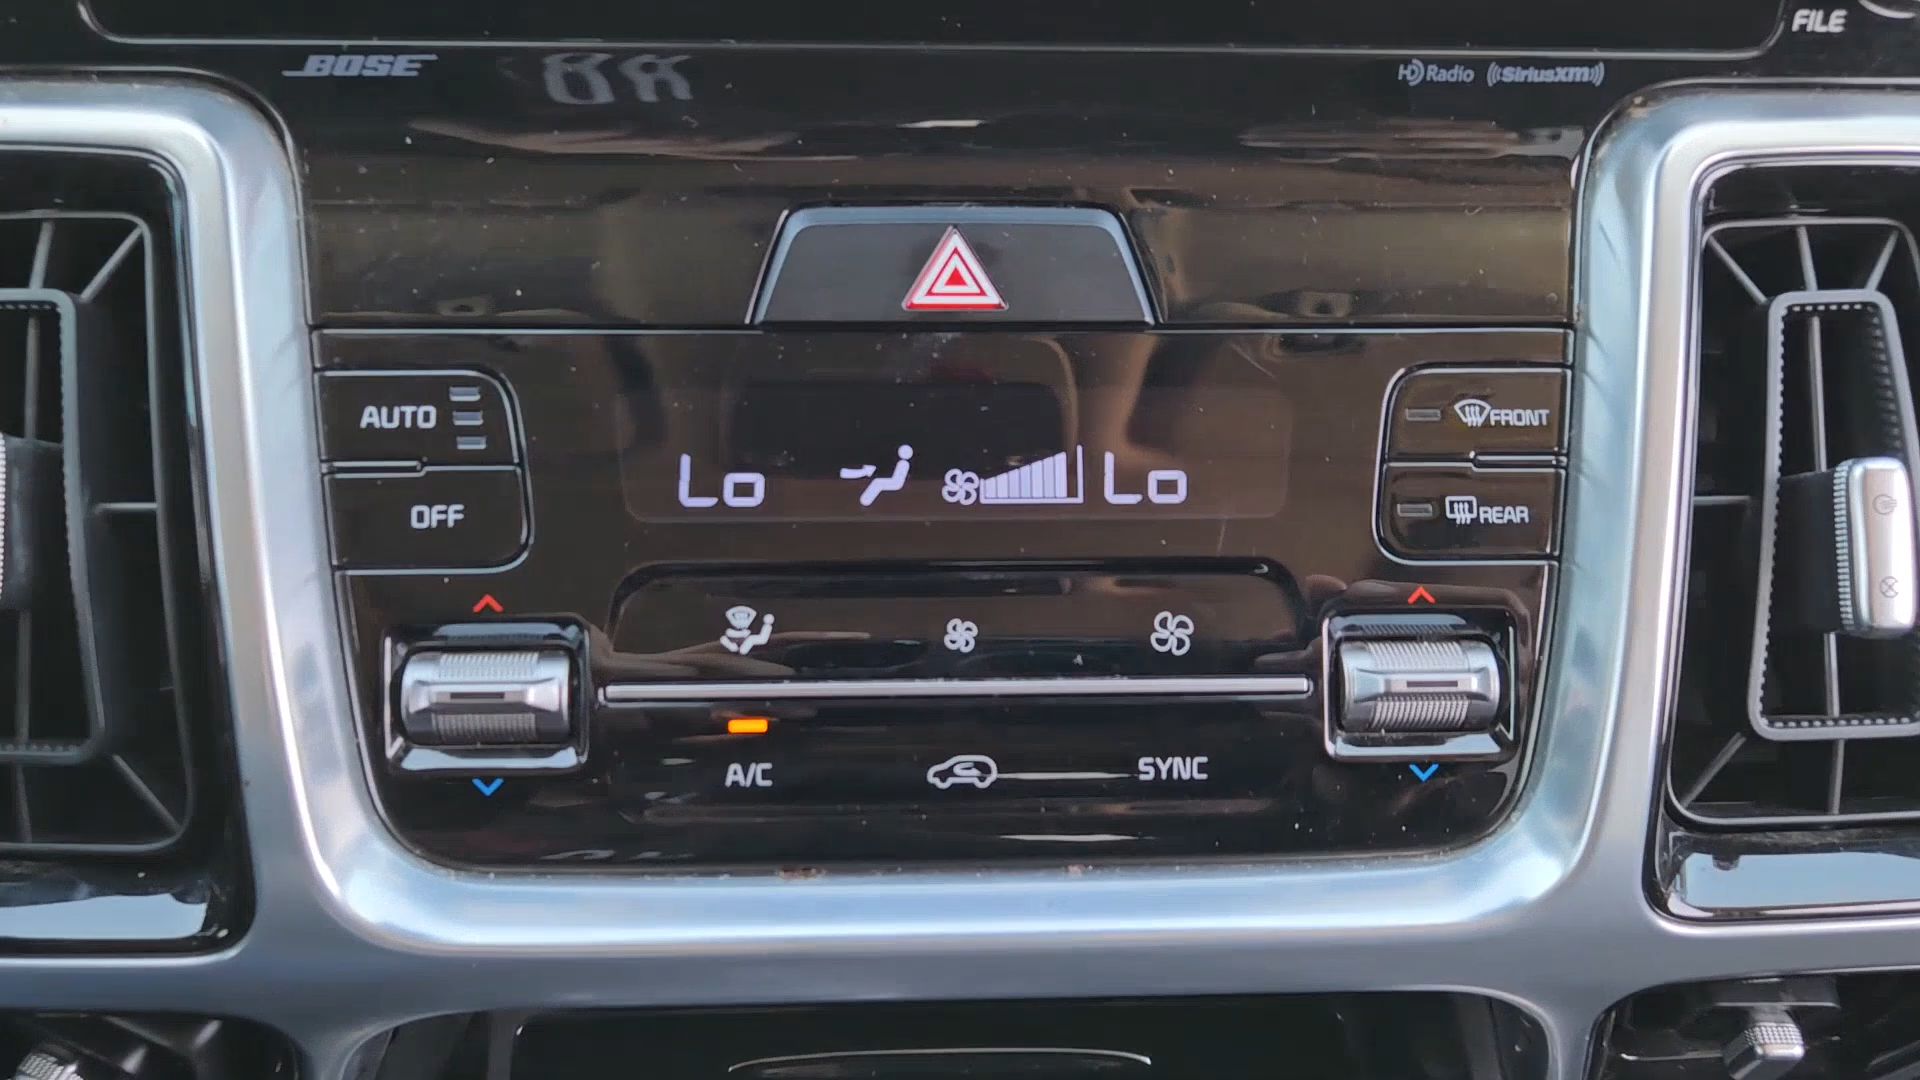 FILE
BOSE
HD Radio
SiriusXM
AUTO
FRONT
Lo
Lo
OFF
REAR
A/C
SYNC